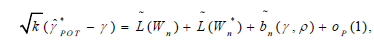 √k(γ̂*_POT − γ) = L̃(W_n) + L̃(W_n*) + b̃_n(γ, ρ) + o_P(1),